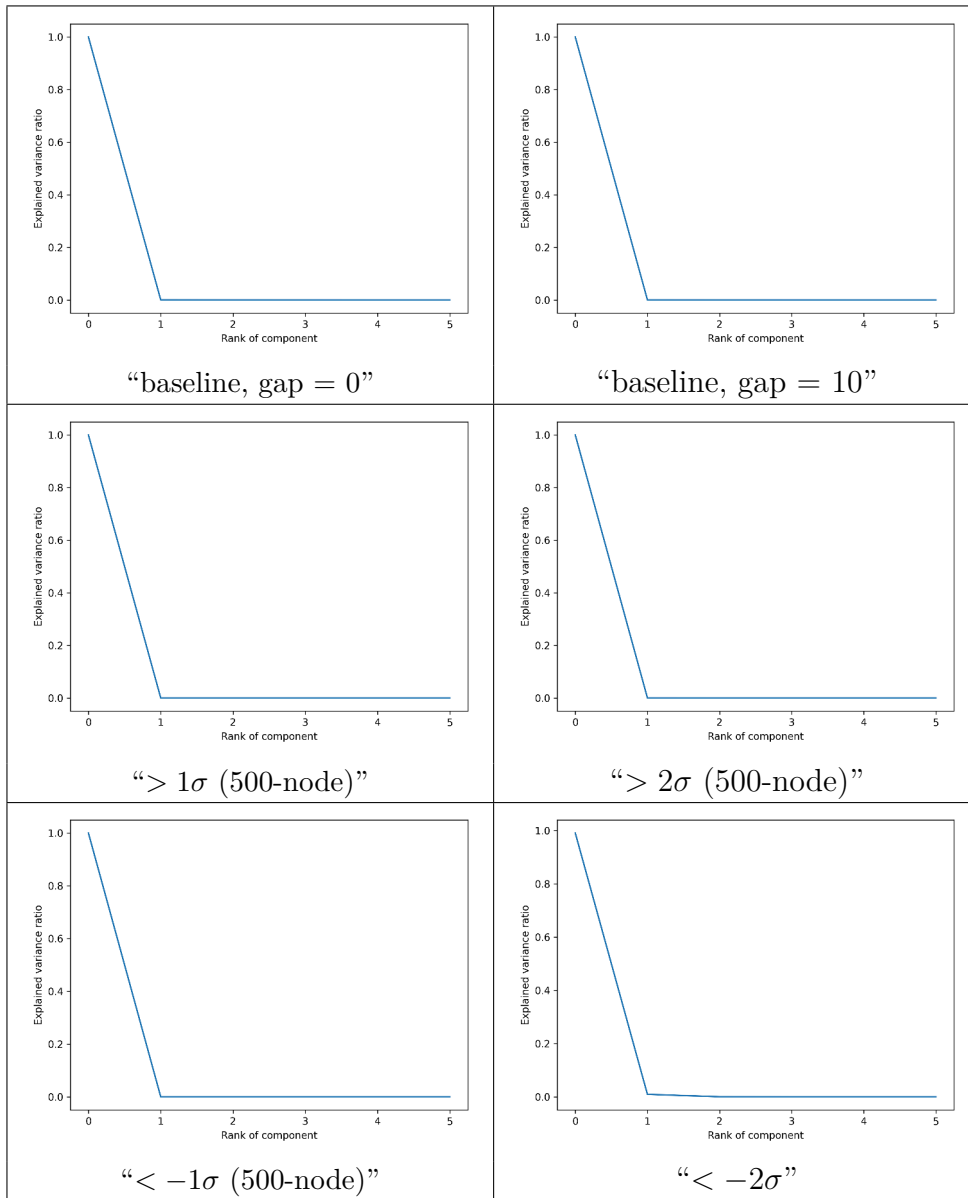 1.0
0.8
0.6
0.4
0.2
0.0
Explained variance ratio
0 1 2 3 4 5
Rank of component
“baseline, gap = 0”
1.0
0.8
0.6
0.4
0.2
0.0
Explained variance ratio
0 1 2 3 4 5
Rank of component
“baseline, gap = 10”
1.0
0.8
0.6
0.4
0.2
0.0
Explained variance ratio
0 1 2 3 4 5
Rank of component
“> 1σ (500-node)”
1.0
0.8
0.6
0.4
0.2
0.0
Explained variance ratio
0 1 2 3 4 5
Rank of component
“> 2σ (500-node)”
1.0
0.8
0.6
0.4
0.2
0.0
Explained variance ratio
0 1 2 3 4 5
Rank of component
“< −1σ (500-node)”
1.0
0.8
0.6
0.4
0.2
0.0
Explained variance ratio
0 1 2 3 4 5
Rank of component
“< −2σ”